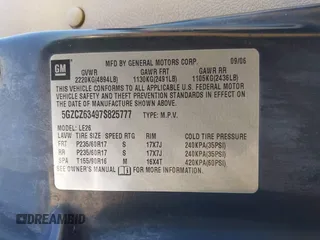 GM
MFD BY GENERAL MOTORS CORP. 09/06
GVWR GAWR FRT GAWR RR
2220KG(4894LB) 1130KG(2491LB) 1105KG(2436LB)
THIS VEHICLE CONFORMS TO ALL APPLICABLE U.S. FEDERAL MOTOR
VEHICLE SAFETY AND THEFT PREVENTION STANDARDS IN EFFECT ON
THE DATE OF MANUFACTURE SHOWN ABOVE.
5GZCZ63497S825777 TYPE: M.P.V.
MODEL: LE26
TIRE SIZE SPEED RTG RIM COLD TIRE PRESSURE
FRT P235/60R17 S 17X7J 240KPA(35PSI)
RR P235/60R17 S 17X7J 240KPA(35PSI)
SPA T155/90R16 M 16X4T 420KPA(60PSI)
SEE OWNER'S MANUAL FOR MORE INFORMATION.
DREAMBID